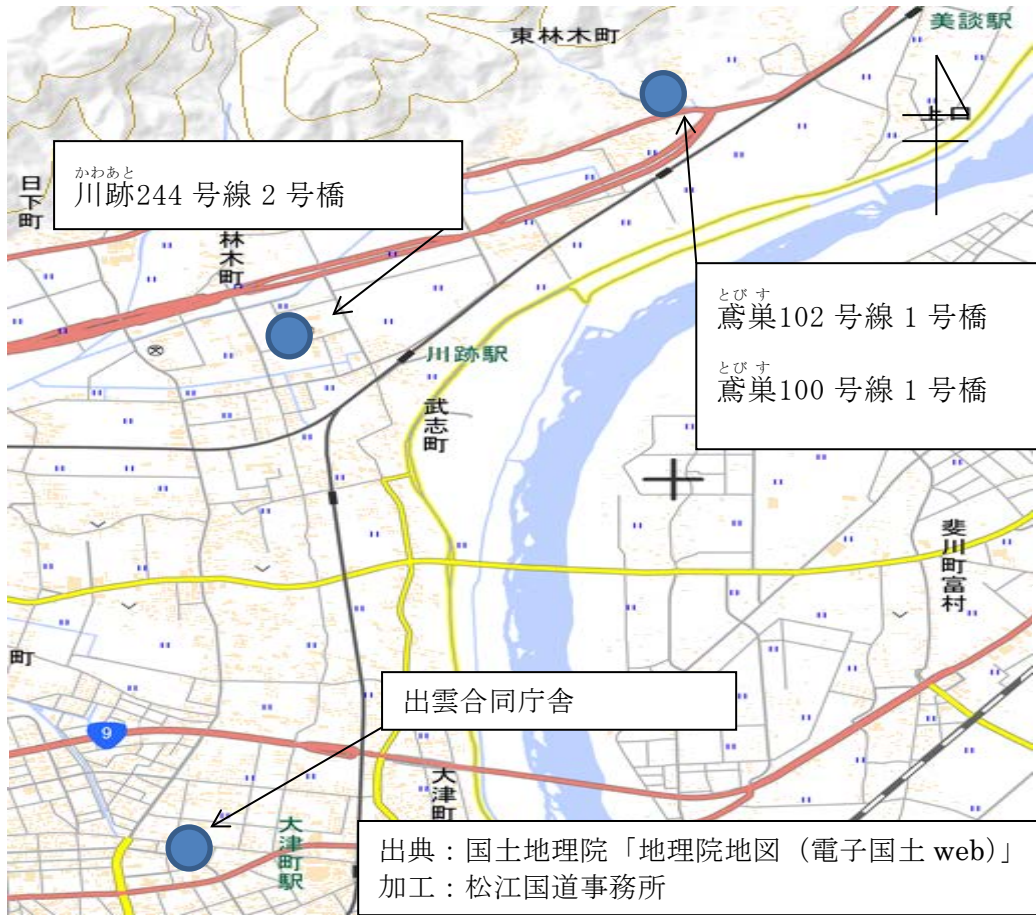 東林木町
美談駅
上口
かわあと
川跡244 号線 2 号橋
日下町
林木町
とび す
鳶巣102 号線 1 号橋
とび す
鳶巣100 号線 1 号橋
川跡駅
武志町
斐川町富村
町
出雲合同庁舎
9
大津町
大津町駅
出典：国土地理院「地理院地図（電子国土 web）」
加工：松江国道事務所